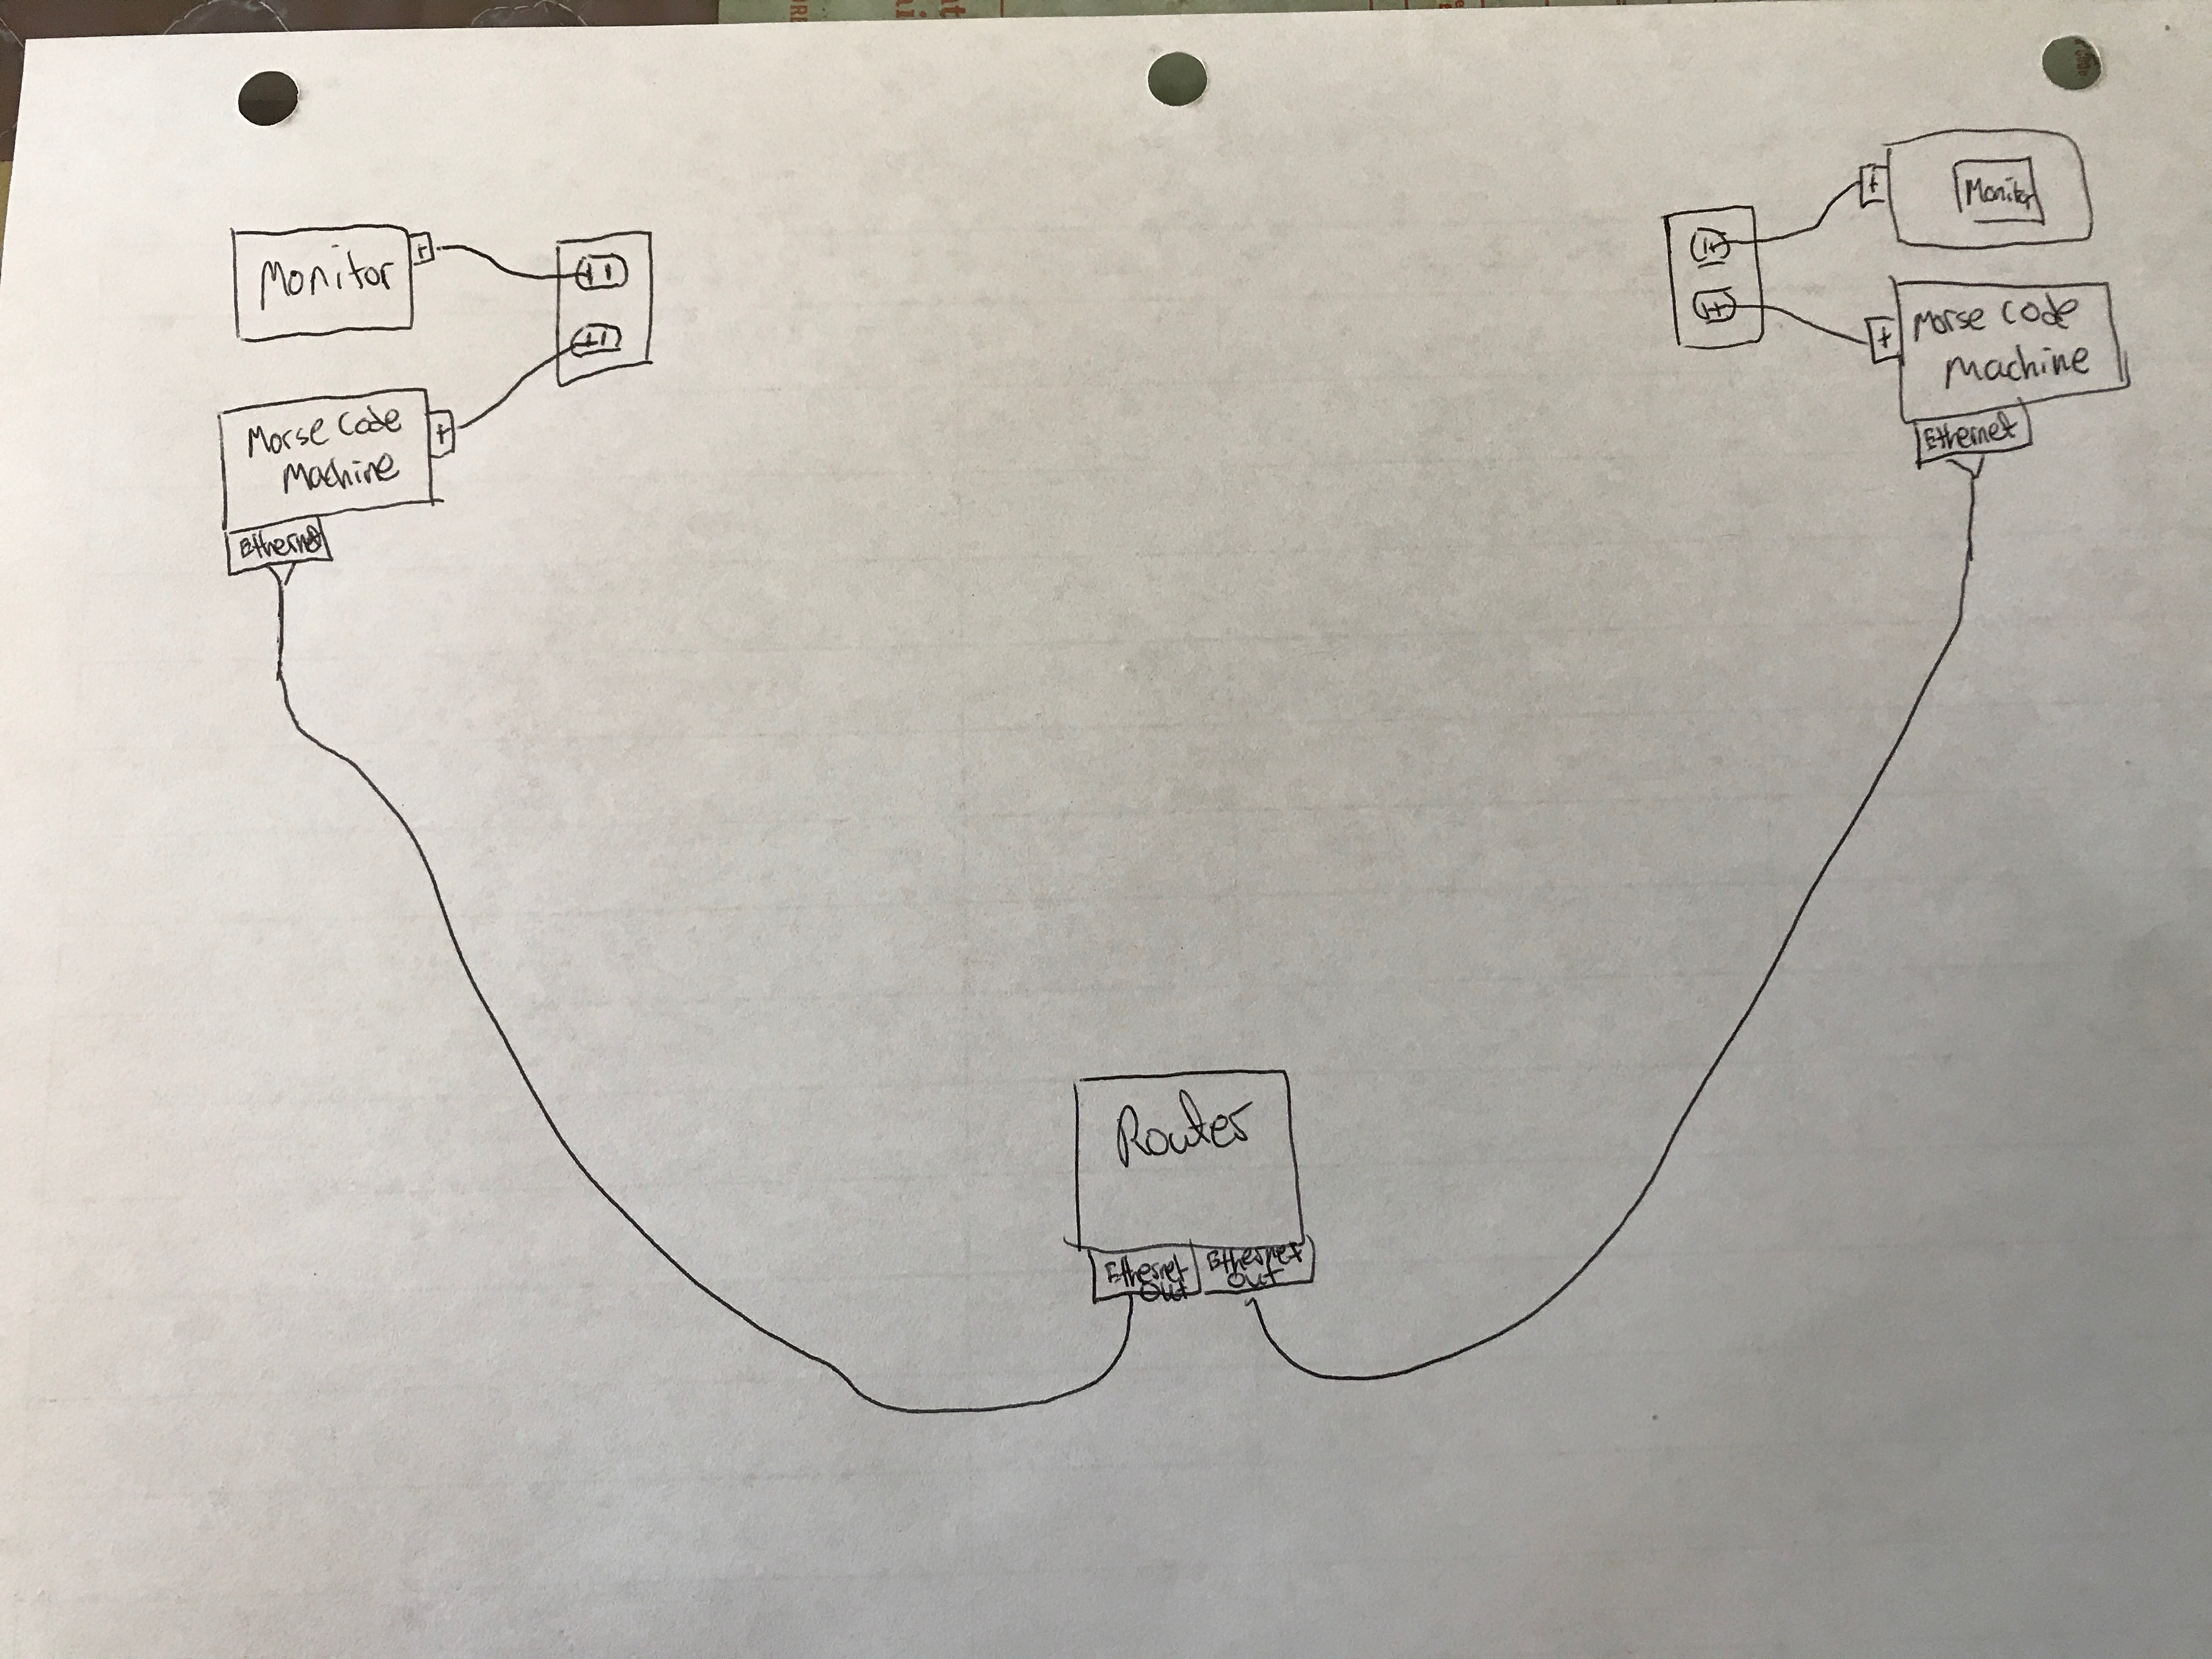 Monitor
Morse Code
Machine
Ethernet
Monitor
Morse Code
Machine
Ethernet
Router
Ethernet
Out
Ethernet
Out